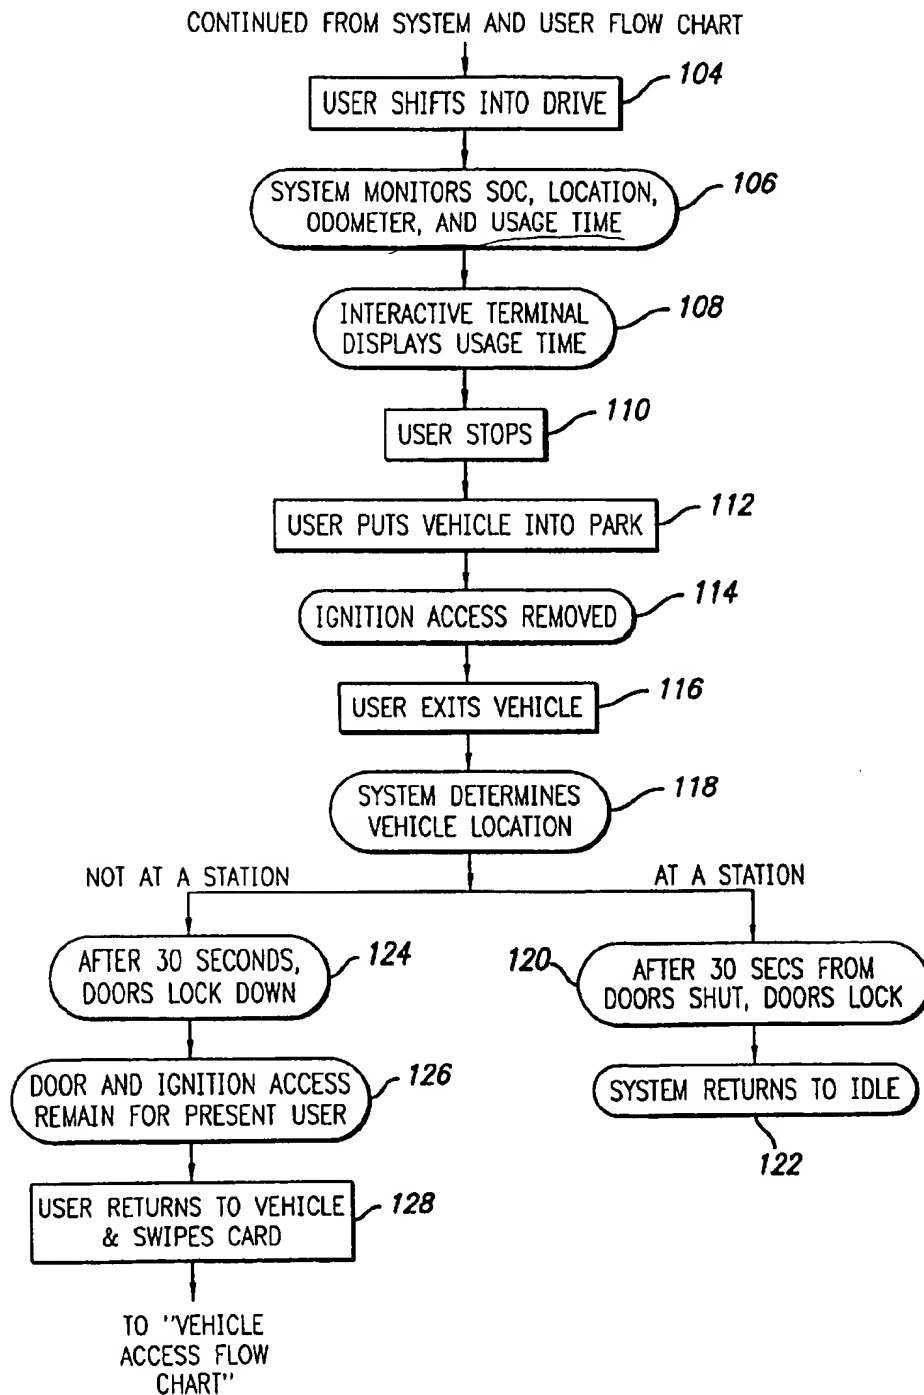 CONTINUED FROM SYSTEM AND USER FLOW CHART
USER SHIFTS INTO DRIVE
104
SYSTEM MONITORS SOC, LOCATION,
ODOMETER, AND USAGE TIME
106
INTERACTIVE TERMINAL
DISPLAYS USAGE TIME
108
USER STOPS
110
USER PUTS VEHICLE INTO PARK
112
IGNITION ACCESS REMOVED
114
USER EXITS VEHICLE
116
SYSTEM DETERMINES
VEHICLE LOCATION
118
NOT AT A STATION
AT A STATION
AFTER 30 SECONDS,
DOORS LOCK DOWN
124
120
AFTER 30 SECS FROM
DOORS SHUT, DOORS LOCK
DOOR AND IGNITION ACCESS
REMAIN FOR PRESENT USER
126
SYSTEM RETURNS TO IDLE
122
USER RETURNS TO VEHICLE
& SWIPES CARD
128
TO "VEHICLE
ACCESS FLOW
CHART"